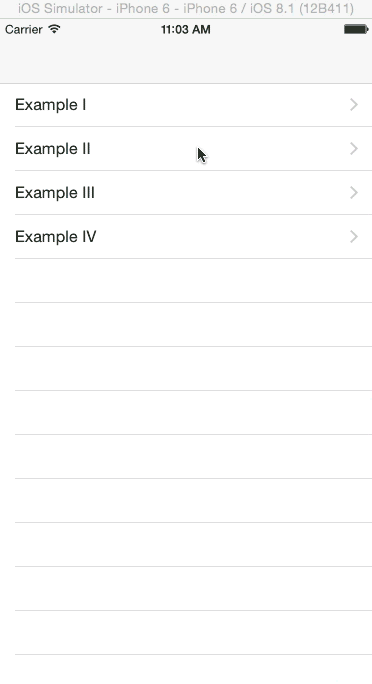 iOS Simulator - iPhone 6 - iPhone 6 / iOS 8.1 (12B411)
Carrier 11:03 AM
Example I
Example II
Example III
Example IV